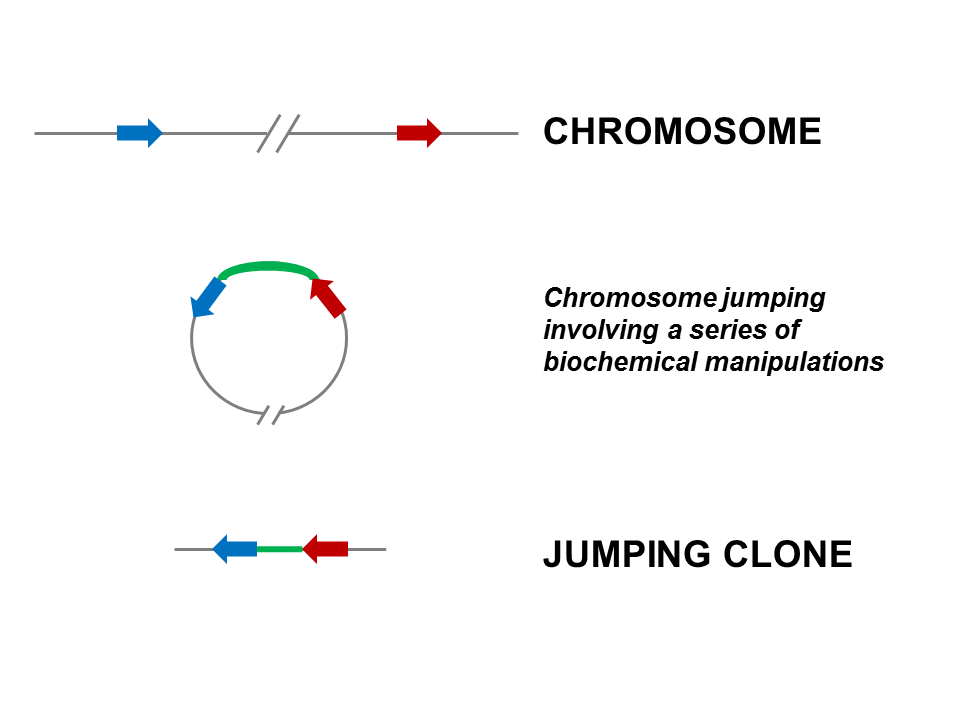 CHROMOSOME
Chromosome jumping
involving a series of
biochemical manipulations
JUMPING CLONE